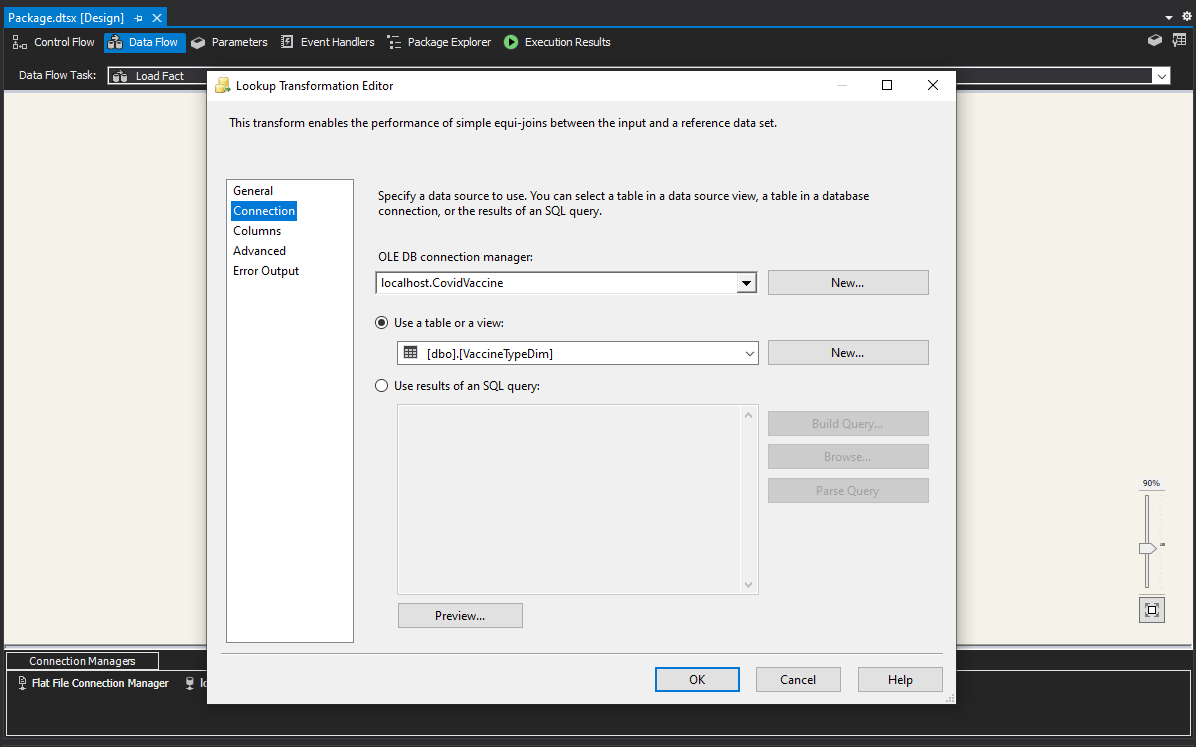 Package.dtsx [Design]
Control Flow
Data Flow
Parameters
Event Handlers
Package Explorer
Execution Results
Data Flow Task:
Load Fact
Lookup Transformation Editor
This transform enables the performance of simple equi-joins between the input and a reference data set.
General
Connection
Columns
Advanced
Error Output
Specify a data source to use. You can select a table in a data source view, a table in a database
connection, or the results of an SQL query.
OLE DB connection manager:
localhost.CovidVaccine
New...
Use a table or a view:
[dbo].[VaccineTypeDim]
New...
Use results of an SQL query:
Build Query...
Browse...
Parse Query
Preview...
OK
Cancel
Help
90%
Connection Managers
Flat File Connection Manager